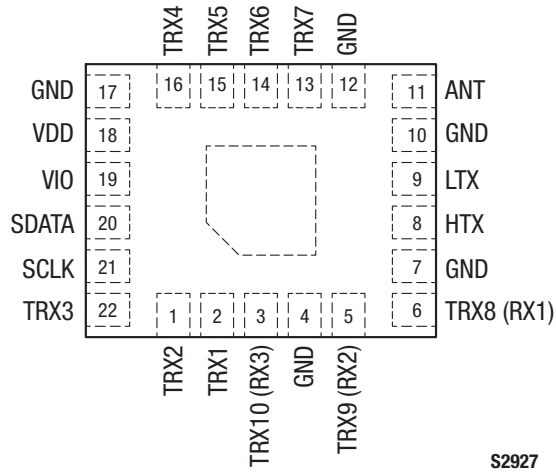 TRX4
TRX5
TRX6
TRX7
GND
16
15
14
13
12
GND 17
11 ANT
VDD 18
10 GND
VIO 19
9 LTX
SDATA 20
8 HTX
SCLK 21
7 GND
TRX3 22
6 TRX8 (RX1)
1
2
3
4
5
TRX2
TRX1
TRX10 (RX3)
GND
TRX9 (RX2)
S2927